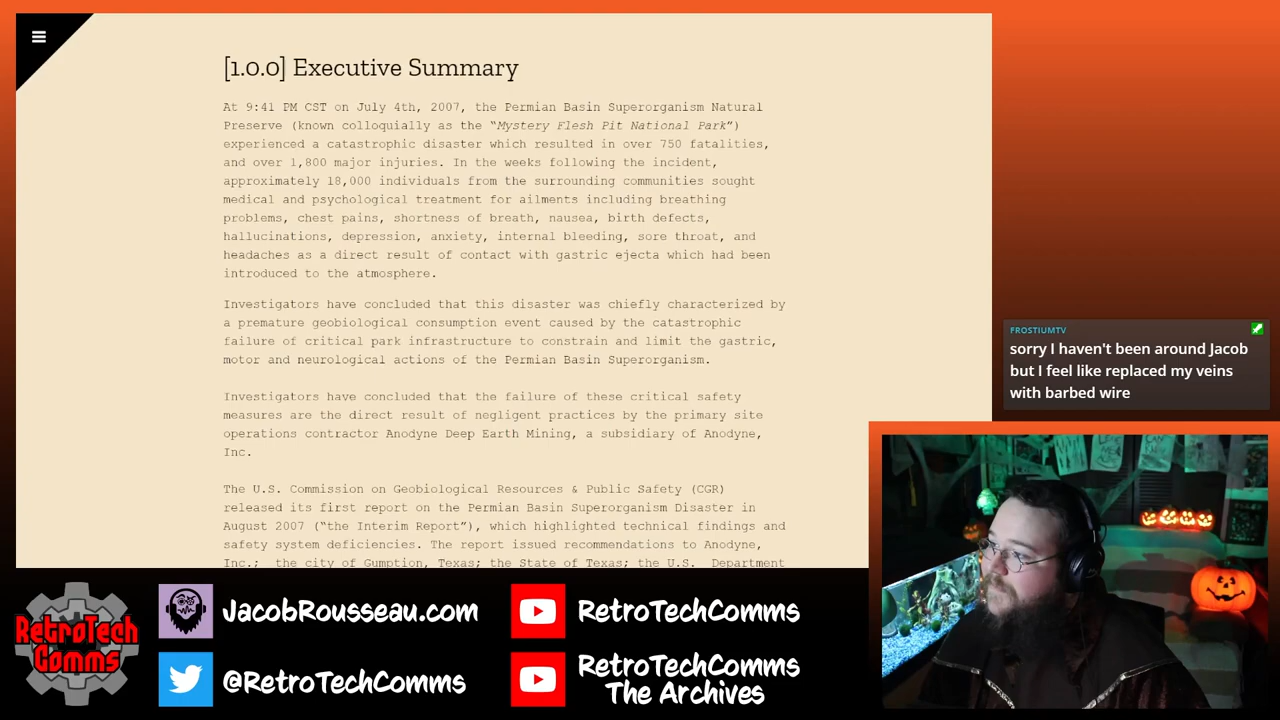 [1.0.0] Executive Summary
At 9:41 PM CST on July 4th, 2007, the Permian Basin Superorganism Natural
Preserve (known colloquially as the “Mystery Flesh Pit National Park”)
experienced a catastrophic disaster which resulted in over 750 fatalities,
and over 1,800 major injuries. In the weeks following the incident,
approximately 18,000 individuals from the surrounding communities sought
medical and psychological treatment for ailments including breathing
problems, chest pains, shortness of breath, nausea, birth defects,
hallucinations, depression, anxiety, internal bleeding, sore throat, and
headaches as a direct result of contact with gastric ejecta which had been
introduced to the atmosphere.
Investigators have concluded that this disaster was chiefly characterized by
a premature geobiological consumption event caused by the catastrophic
failure of critical park infrastructure to constrain and limit the gastric,
motor and neurological actions of the Permian Basin Superorganism.
Investigators have concluded that the failure of these critical safety
measures are the direct result of negligent practices by the primary site
operations contractor Anodyne Deep Earth Mining, a subsidiary of Anodyne,
Inc.
The U.S. Commission on Geobiological Resources & Public Safety (CGR)
released its first report on the Permian Basin Superorganism Disaster in
August 2007 (“the Interim Report”), which highlighted technical findings and
safety system deficiencies. The report issued recommendations to Anodyne,
Inc.; the city of Gumption, Texas; the State of Texas; the U.S. Department
FROSTIUMTV
sorry I haven't been around Jacob
but I feel like replaced my veins
with barbed wire
RetroTech
Comms
JacobRousseau.com
@RetroTechComms
RetroTechComms
RetroTechComms
The Archives